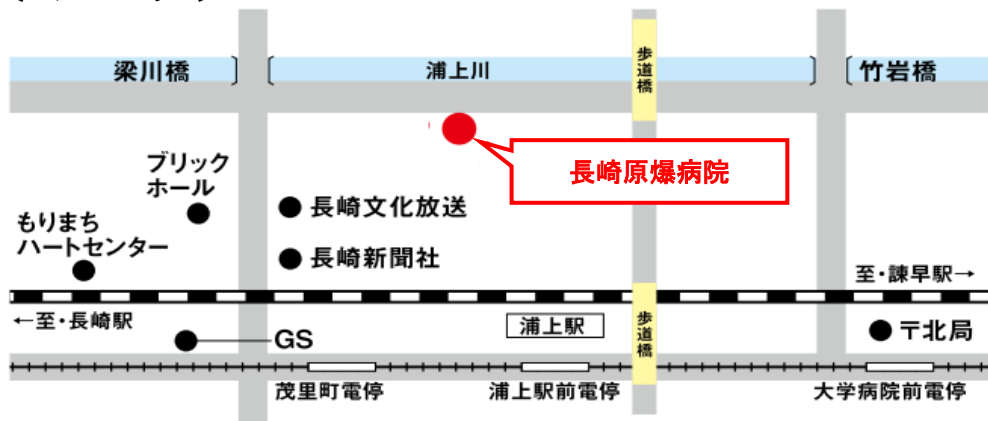 梁川橋
浦上川
歩道橋
竹岩橋
長崎原爆病院
ブリック
ホール
長崎文化放送
もりまち
ハートセンター
長崎新聞社
至・諫早駅→
←至・長崎駅
GS
浦上駅
歩道橋
〒北局
茂里町電停
浦上駅前電停
大学病院前電停